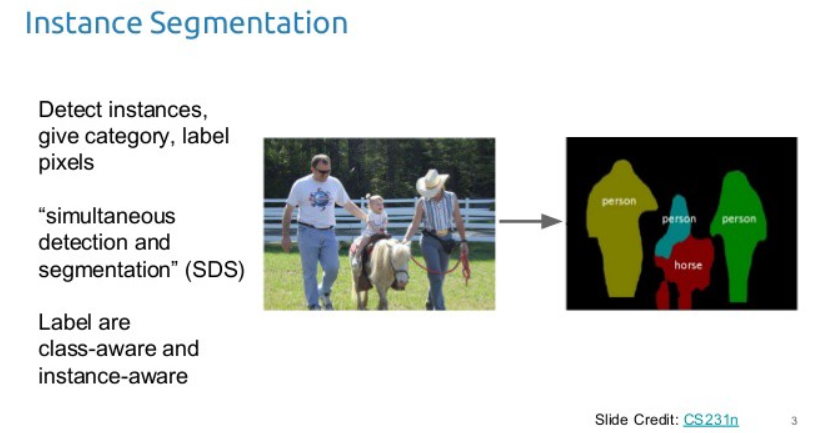 Instance Segmentation
Detect instances,
give category, label
pixels
“simultaneous
detection and
segmentation” (SDS)
Label are
class-aware and
instance-aware
person
person
person
horse
Slide Credit: CS231n
3